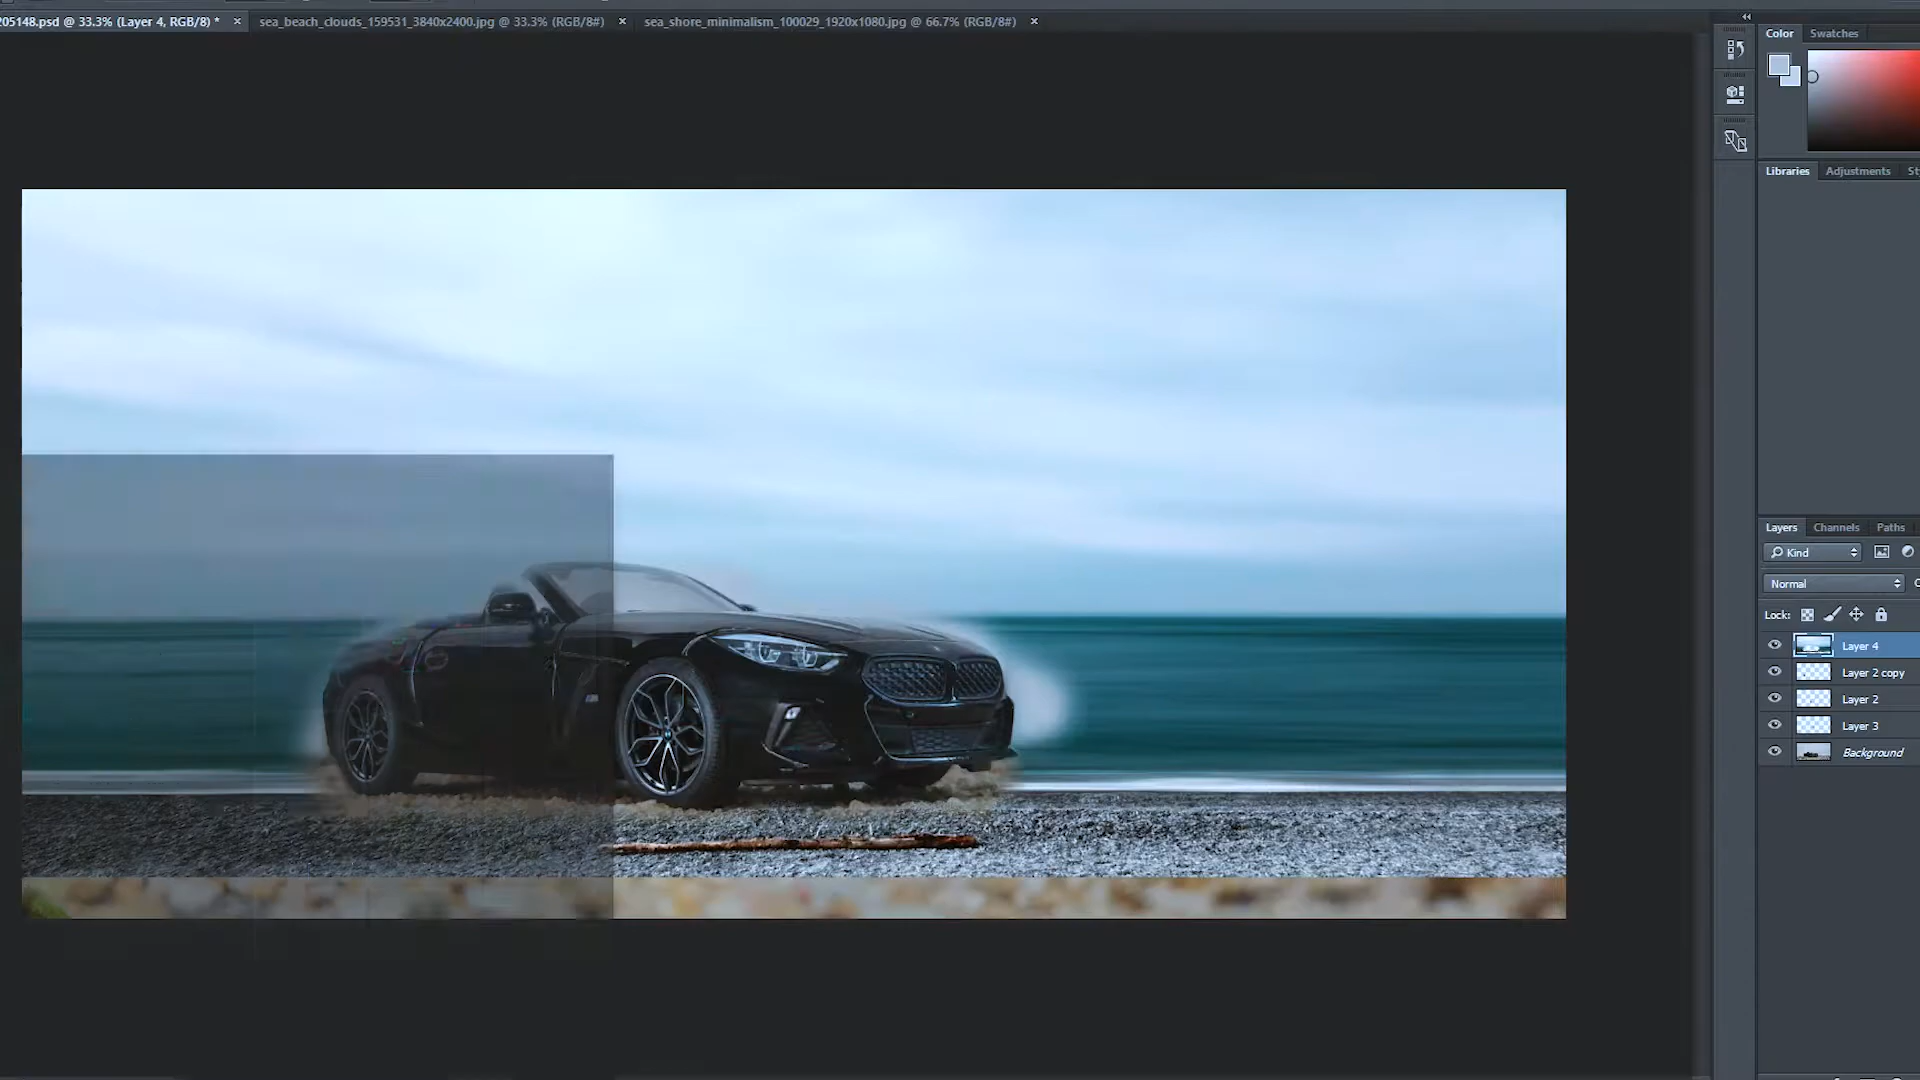 205148.psd @ 33.3% (Layer 4, RGB/8) * × sea_beach_clouds_159531_3840x2400.jpg @ 33.3% (RGB/8#) × sea_shore_minimalism_100029_1920x1080.jpg @ 66.7% (RGB/8#) ×
Color Swatches
Libraries Adjustments
Layers Channels Paths
Kind
Normal
Lock:
Layer 4
Layer 2 copy
Layer 2
Layer 3
Background